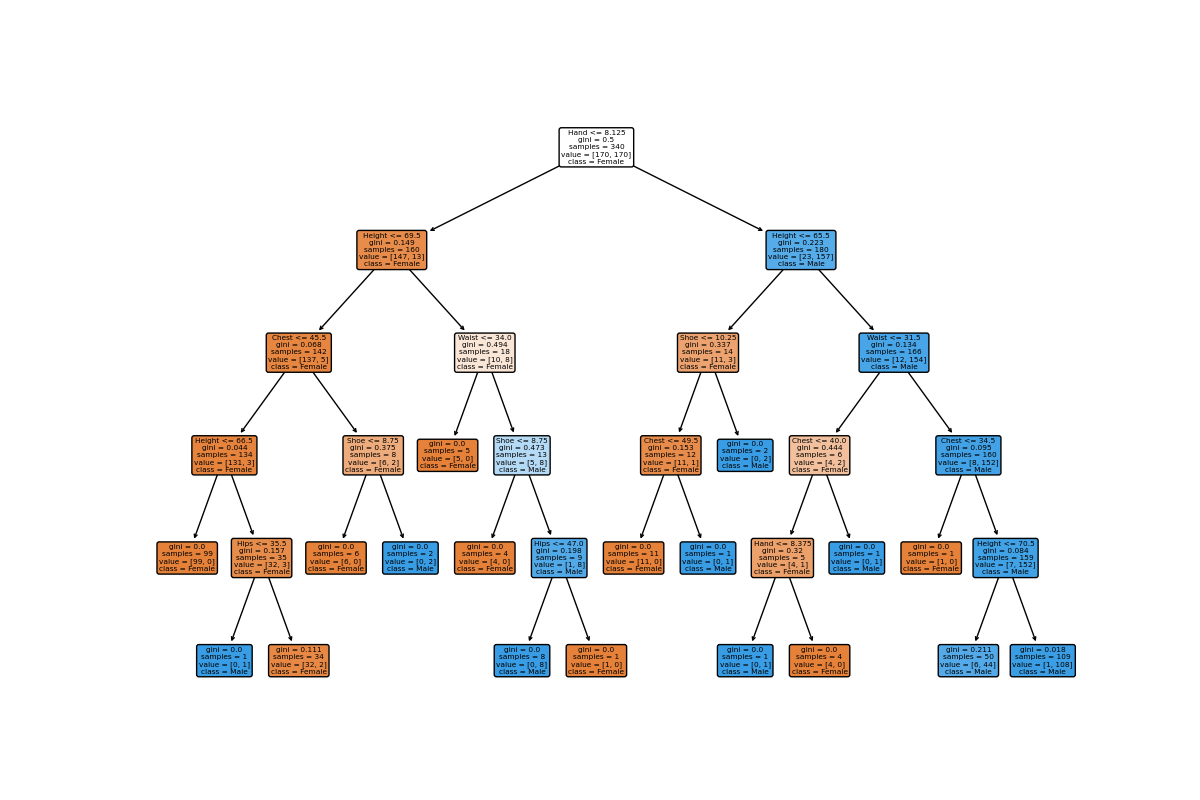 Hand <= 8.125
gini = 0.5
samples = 340
value = [170, 170]
class = Female
Height <= 69.5
gini = 0.149
samples = 160
value = [147, 13]
class = Female
Height <= 65.5
gini = 0.223
samples = 180
value = [23, 157]
class = Male
Chest <= 45.5
gini = 0.068
samples = 142
value = [137, 5]
class = Female
Waist <= 34.0
gini = 0.494
samples = 18
value = [10, 8]
class = Female
Shoe <= 10.25
gini = 0.337
samples = 14
value = [11, 3]
class = Female
Waist <= 31.5
gini = 0.134
samples = 166
value = [12, 154]
class = Male
Height <= 66.5
gini = 0.044
samples = 134
value = [131, 3]
class = Female
Shoe <= 8.75
gini = 0.375
samples = 8
value = [6, 2]
class = Female
gini = 0.0
samples = 5
value = [5, 0]
class = Female
Shoe <= 8.75
gini = 0.473
samples = 13
value = [5, 8]
class = Male
Chest <= 49.5
gini = 0.153
samples = 12
value = [11, 1]
class = Female
gini = 0.0
samples = 2
value = [0, 2]
class = Male
Chest <= 40.0
gini = 0.444
samples = 6
value = [4, 2]
class = Female
Chest <= 34.5
gini = 0.095
samples = 160
value = [8, 152]
class = Male
gini = 0.0
samples = 99
value = [99, 0]
class = Female
Hips <= 35.5
gini = 0.157
samples = 35
value = [32, 3]
class = Female
gini = 0.0
samples = 6
value = [6, 0]
class = Female
gini = 0.0
samples = 2
value = [0, 2]
class = Male
gini = 0.0
samples = 4
value = [4, 0]
class = Female
Hips <= 47.0
gini = 0.198
samples = 9
value = [1, 8]
class = Male
gini = 0.0
samples = 11
value = [11, 0]
class = Female
gini = 0.0
samples = 1
value = [0, 1]
class = Male
Hand <= 8.375
gini = 0.32
samples = 5
value = [4, 1]
class = Female
gini = 0.0
samples = 1
value = [0, 1]
class = Male
gini = 0.0
samples = 1
value = [1, 0]
class = Female
Height <= 70.5
gini = 0.084
samples = 159
value = [7, 152]
class = Male
gini = 0.0
samples = 1
value = [0, 1]
class = Male
gini = 0.111
samples = 34
value = [32, 2]
class = Female
gini = 0.0
samples = 8
value = [0, 8]
class = Male
gini = 0.0
samples = 1
value = [1, 0]
class = Female
gini = 0.0
samples = 1
value = [0, 1]
class = Male
gini = 0.0
samples = 4
value = [4, 0]
class = Female
gini = 0.211
samples = 50
value = [6, 44]
class = Male
gini = 0.018
samples = 109
value = [1, 108]
class = Male